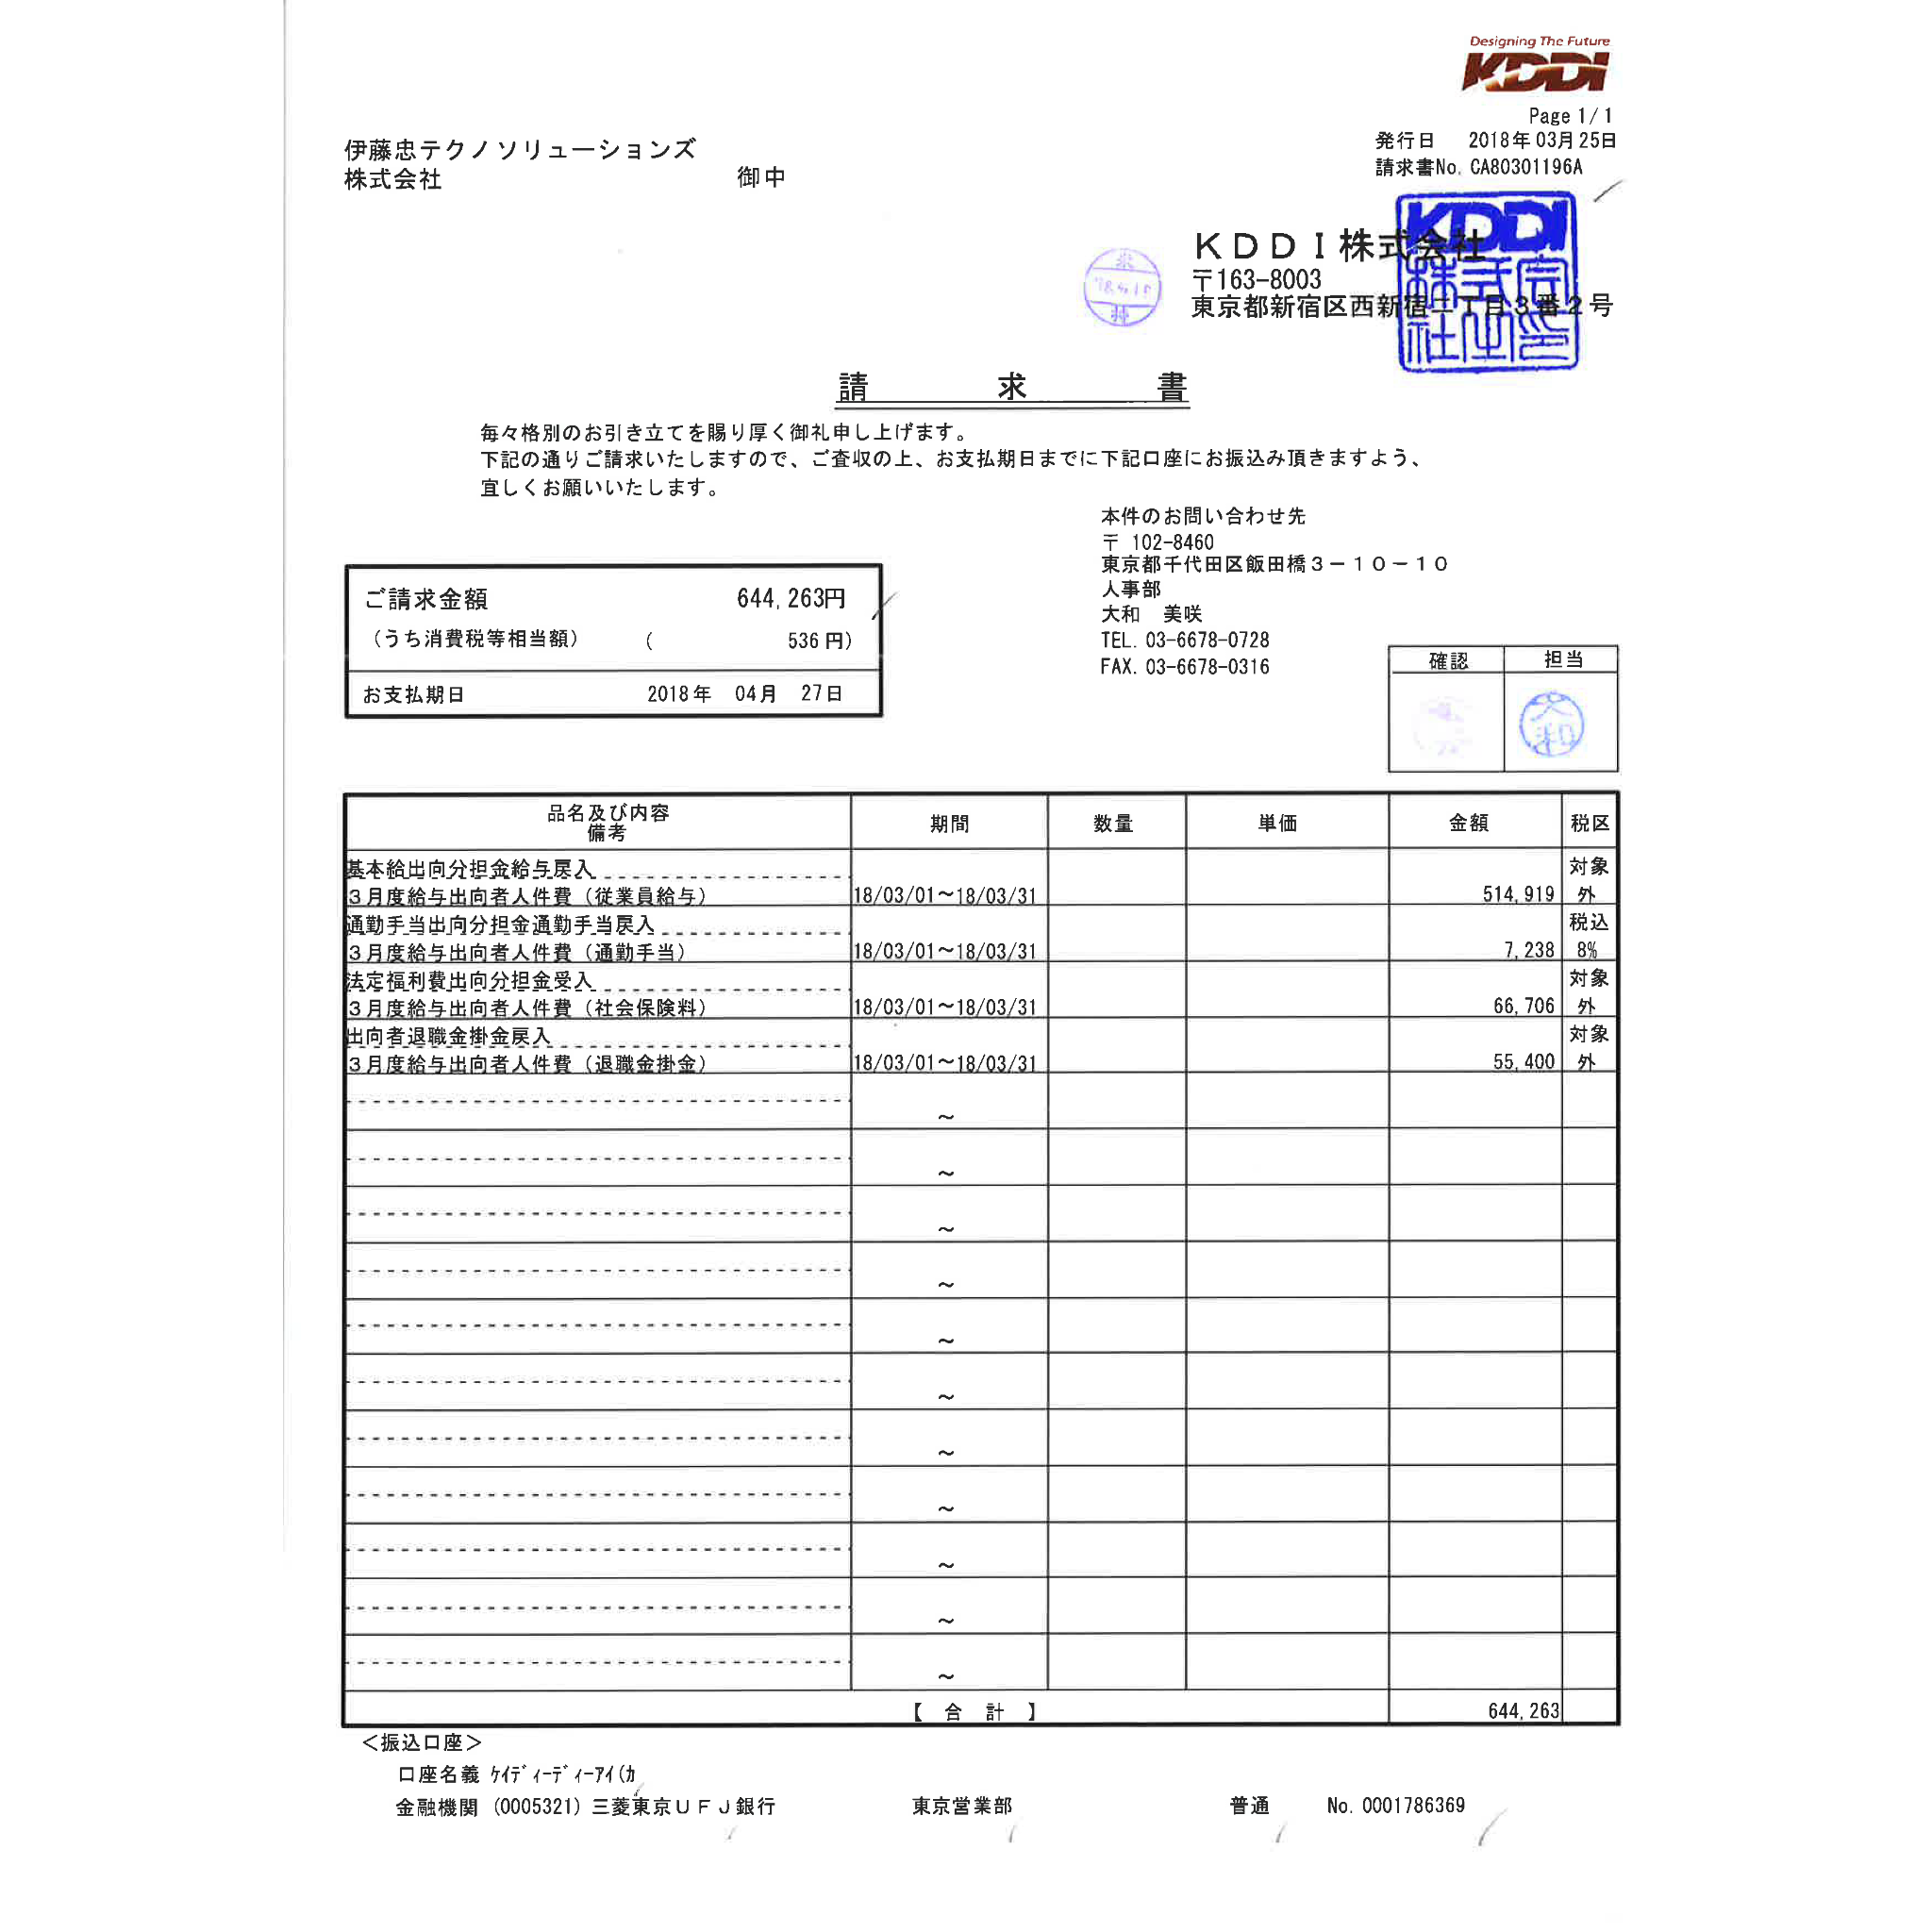 Designing The Future
KDDI
Page 1/1
発行日 2018年03月25日
請求書No. CA80301196A
伊藤忠テクノソリューションズ
株式会社 御中
KDDI株式会社
ＫＤＤＩ株式会社
〒163-8003
東京都新宿区西新宿二丁目３番２号
請求書
毎々格別のお引き立てを賜り厚く御礼申し上げます。
下記の通りご請求いたしますので、ご査収の上、お支払期日までに下記口座にお振込み頂きますよう、
宜しくお願いいたします。
本件のお問い合わせ先
〒 102-8460
東京都千代田区飯田橋３－１０－１０
人事部
大和 美咲
TEL. 03-6678-0728
FAX. 03-6678-0316
ご請求金額 644,263円
（うち消費税等相当額） ( 536円)
お支払期日 2018年 04月 27日
確認 担当
大和
品名及び内容 備考 期間 数量 単価 金額 税区
基本給出向分担金給与戻入 対象
３月度給与出向者人件費（従業員給与） 18/03/01～18/03/31 514,919 外
通勤手当出向分担金通勤手当戻入 税込
３月度給与出向者人件費（通勤手当） 18/03/01～18/03/31 7,238 8%
法定福利費出向分担金受入 対象
３月度給与出向者人件費（社会保険料） 18/03/01～18/03/31 66,706 外
出向者退職金掛金戻入 対象
３月度給与出向者人件費（退職金掛金） 18/03/01～18/03/31 55,400 外
～
～
～
～
～
～
～
～
～
～
～
【 合 計 】 644,263
＜振込口座＞
口座名義 ｹｲﾃﾞｨｰﾃﾞｨｰｱｲ(ｶ
金融機関 (0005321) 三菱東京ＵＦＪ銀行 東京営業部 普通 No. 0001786369